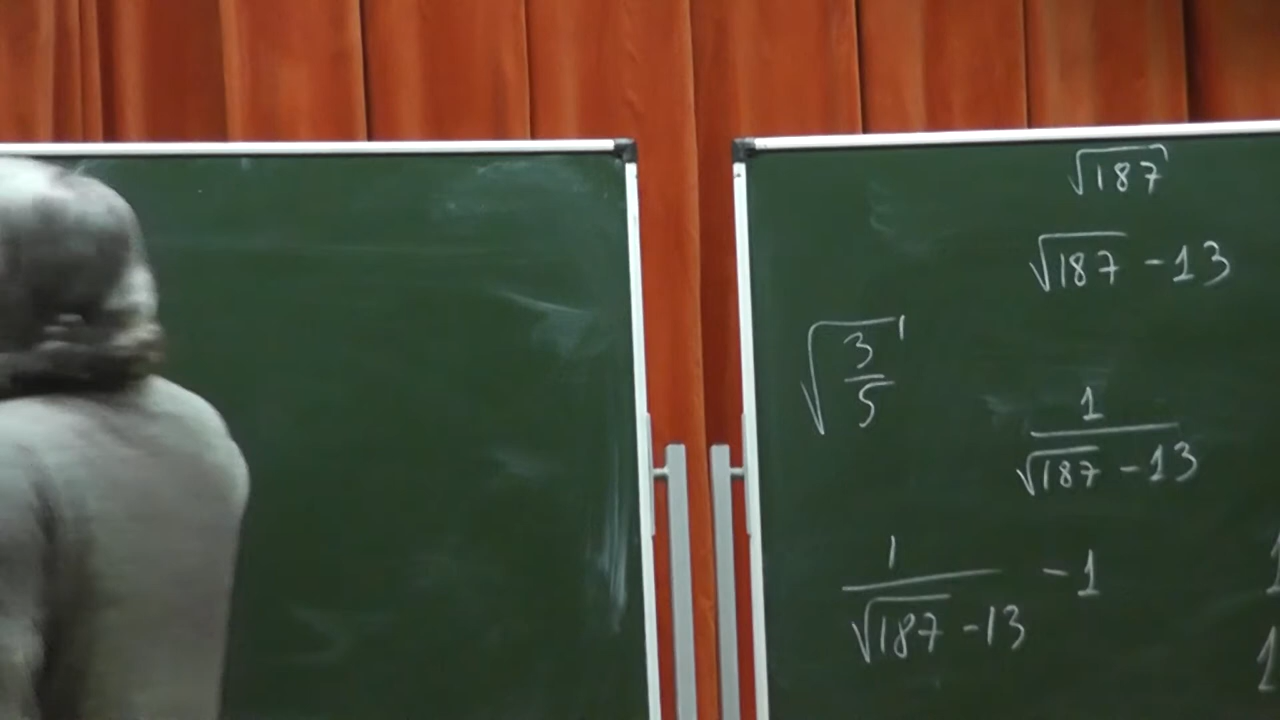 √187
√187 - 13
√(3/5)
1/(√187 - 13)
1/(√187 - 13) - 1